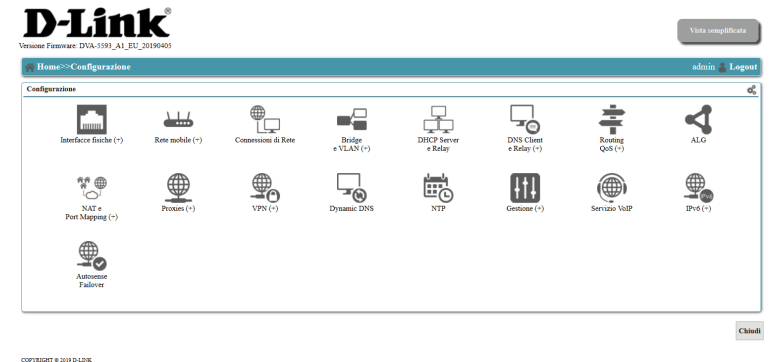 D-Link®
Vista semplificata
Versione Firmware: DVA-5593_A1_EU_20190405
Home>>Configurazione
admin Logout
Configurazione
Interfacce fisiche (+)
Rete mobile (+)
Connessioni di Rete
Bridge
e VLAN (+)
DHCP Server
e Relay
DNS Client
e Relay (+)
Routing
QoS (+)
ALG
NAT e
Port Mapping (+)
Proxies (+)
VPN (+)
Dynamic DNS
NTP
Gestione (+)
Servizio VoIP
IPv6
IPv6 (+)
Autosense
Failover
Chiudi
COPYRIGHT © 2019 D-LINK